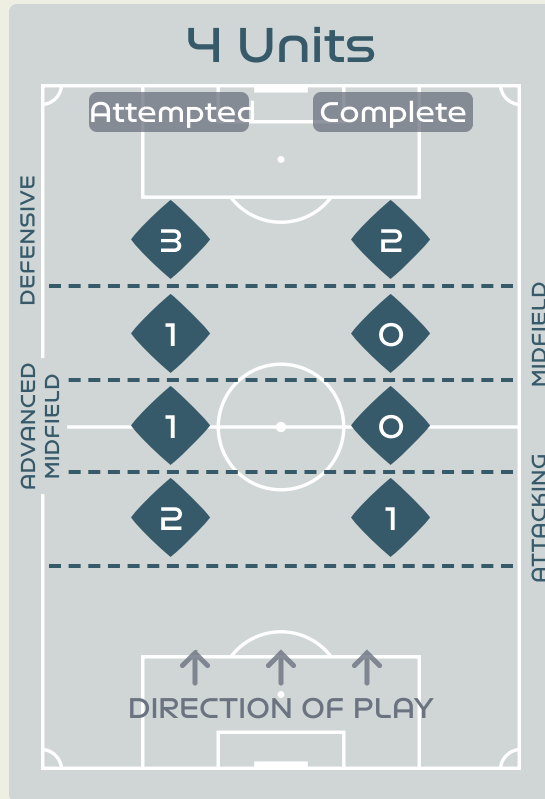 4 Units
Attempted
Complete
DEFENSIVE
3
2
MIDFIELD
1
0
ADVANCED
MIDFIELD
1
0
ATTACKING
2
1
DIRECTION OF PLAY